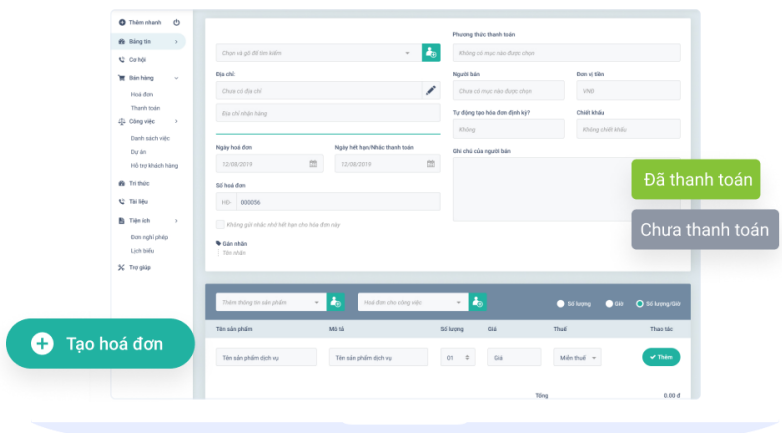 Thêm nhanh
Bảng tin
Cơ hội
Bán hàng
Hoá đơn
Thanh toán
Công việc
Danh sách việc
Dự án
Hỗ trợ khách hàng
Tri thức
Tài liệu
Tiện ích
Đơn nghỉ phép
Lịch biểu
Trợ giúp
Tạo hoá đơn
Chọn và gõ để tìm kiếm
Địa chỉ
Chưa có địa chỉ
Địa chỉ nhận hàng
Ngày hoá đơn
Ngày hết hạn/Nhắc thanh toán
12/08/2019
12/08/2019
Số hoá đơn
HĐ-
000056
Không gửi nhắc nhở hết hạn cho hóa đơn này
Gán nhãn
Tên nhãn
Phương thức thanh toán
Không có mục nào được chọn
Người bán
Đơn vị tiền
Chưa có mục nào được chọn
VNĐ
Tự động tạo hóa đơn định kỳ?
Chiết khấu
Không
Không chiết khấu
Ghi chú của người bán
Đã thanh toán
Chưa thanh toán
Thêm thông tin sản phẩm
Hoá đơn cho công việc
Số lượng
Giờ
Số lượng/Giờ
Tên sản phẩm
Mô tả
Số lượng
Giá
Thuế
Thao tác
Tên sản phẩm dịch vụ
Tên sản phẩm dịch vụ
01
Giá
Miễn thuế
Thêm
Tổng
0.00 đ